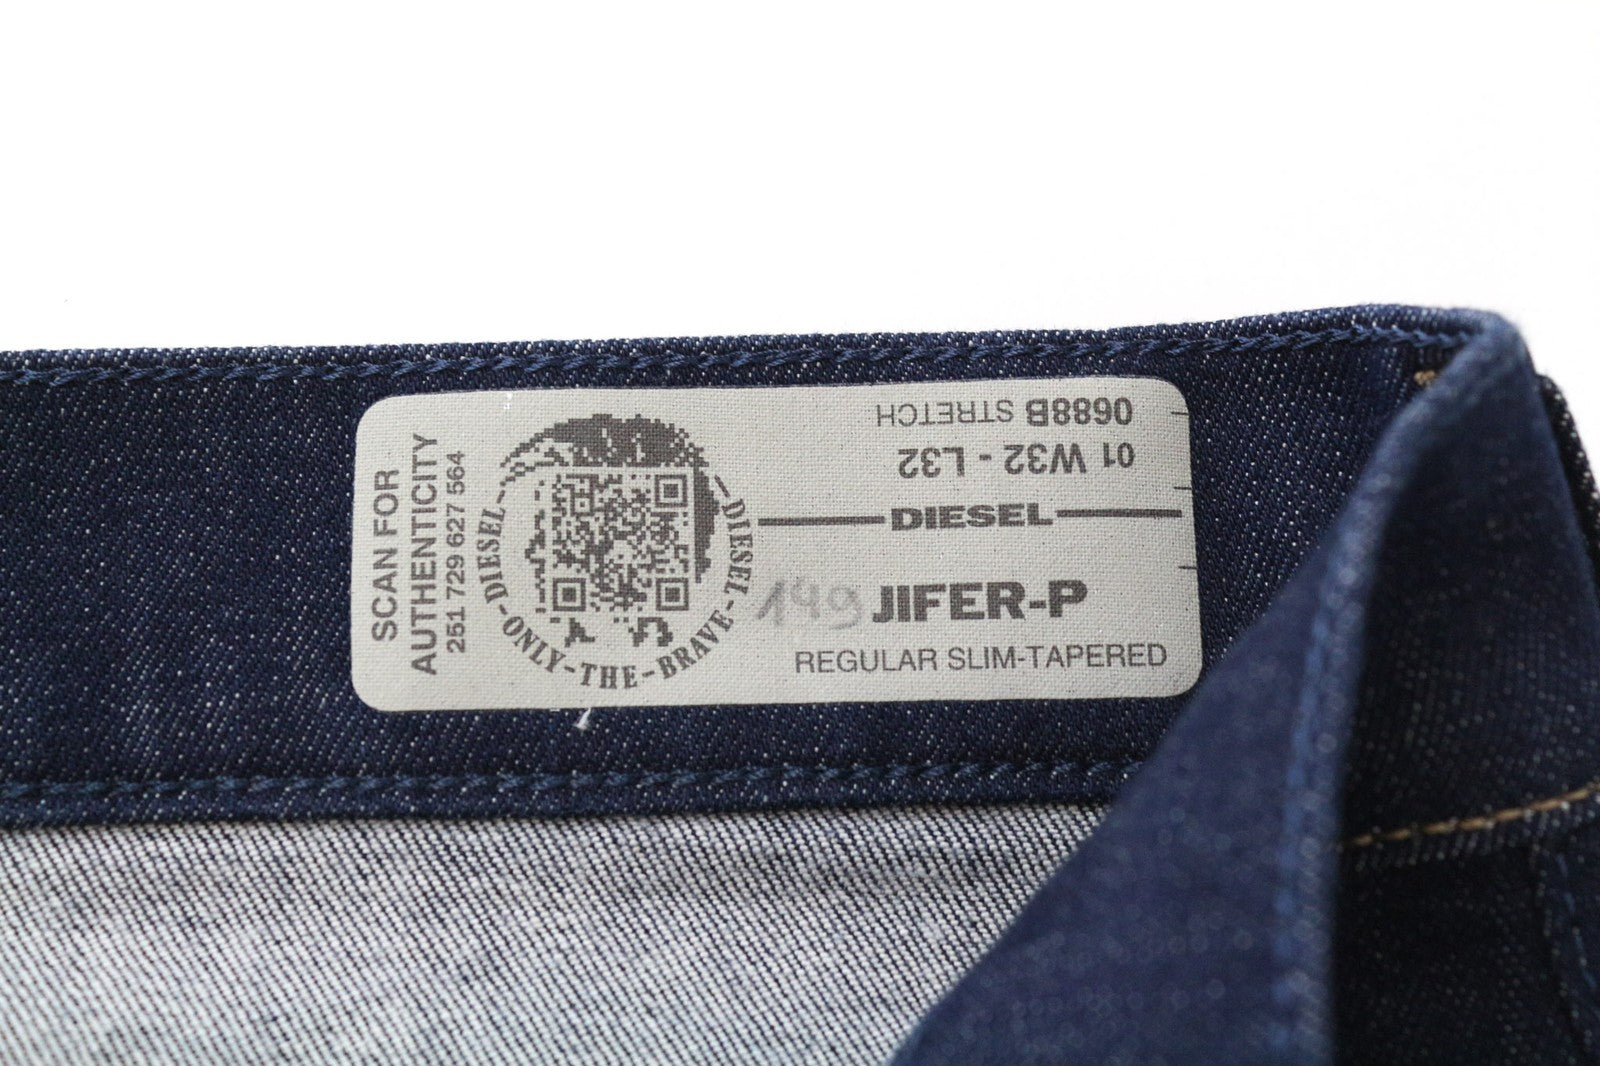 SCAN FOR
AUTHENTICITY
251 729 627 564
DIESEL-ONLY-THE-BRAVE-DIESEL
0688B STRETCH
01 W32 - L32
DIESEL
149 JIFER-P
REGULAR SLIM-TAPERED